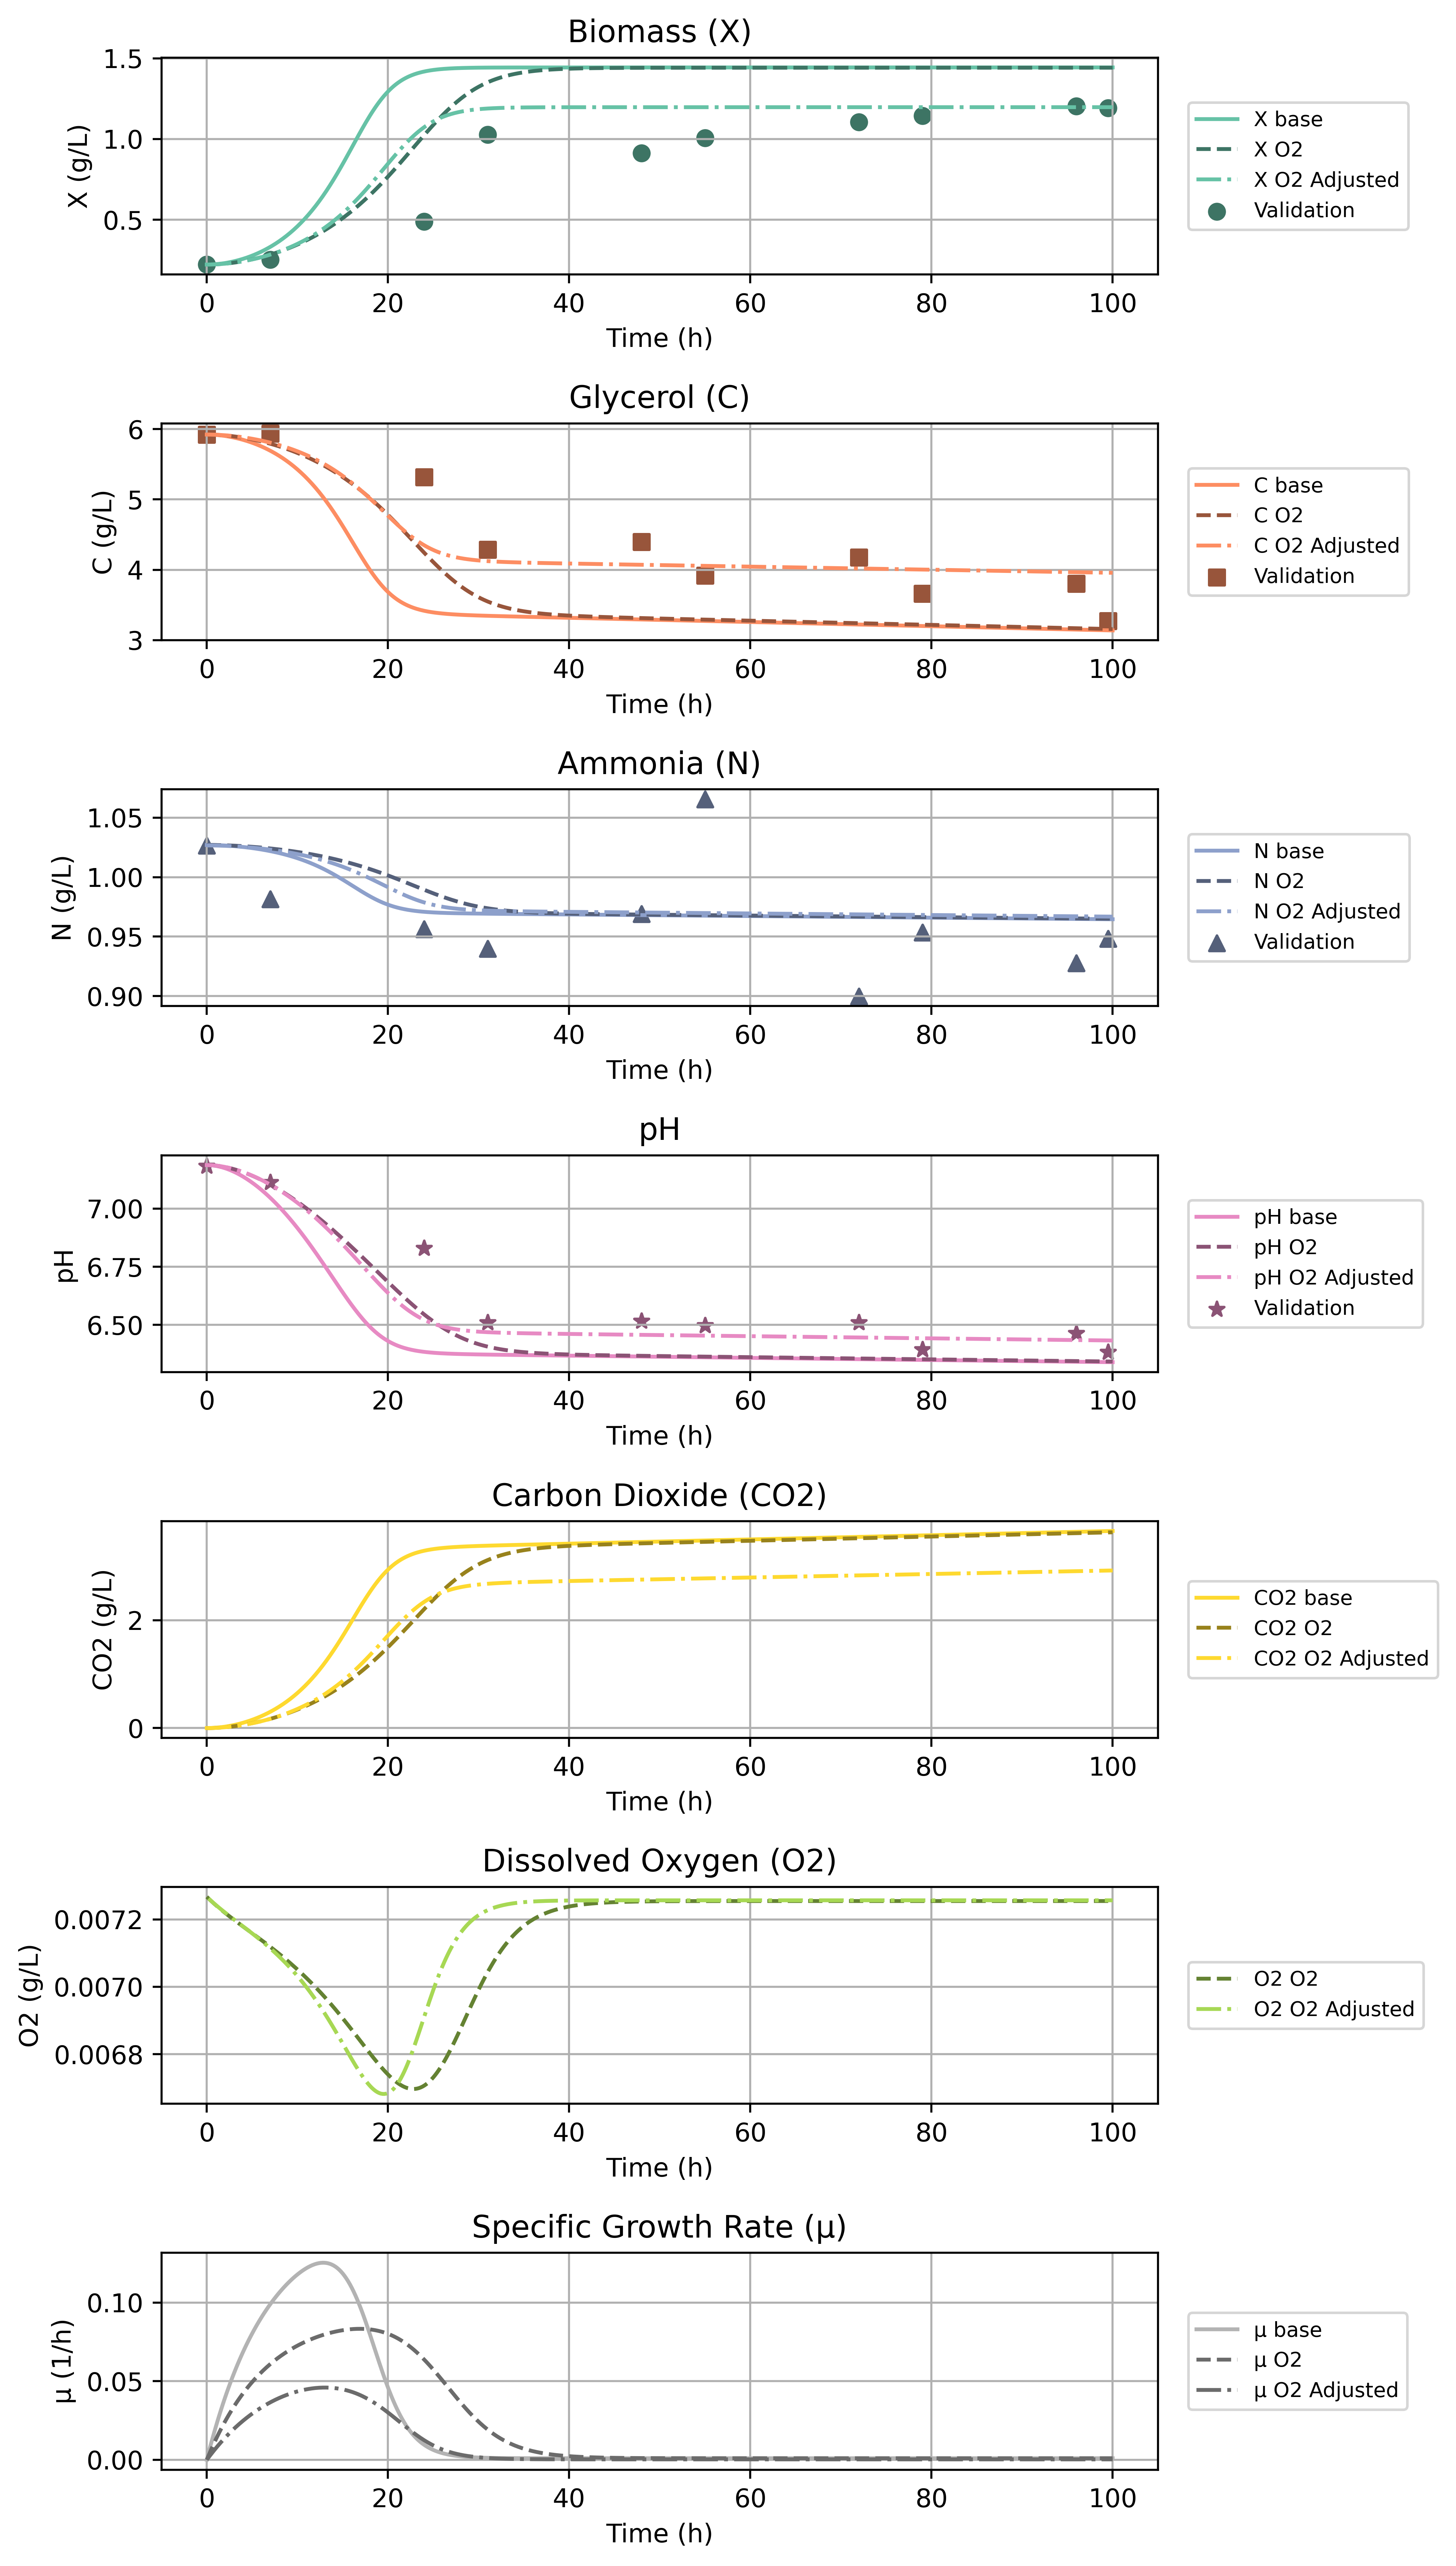 Biomass (X)
1.5
1.0
0.5
X (g/L)
0 20 40 60 80 100
Time (h)
X base
X O2
X O2 Adjusted
Validation
Glycerol (C)
6
5
4
3
C (g/L)
0 20 40 60 80 100
Time (h)
C base
C O2
C O2 Adjusted
Validation
Ammonia (N)
1.05
1.00
0.95
0.90
N (g/L)
0 20 40 60 80 100
Time (h)
N base
N O2
N O2 Adjusted
Validation
pH
7.00
6.75
6.50
pH
0 20 40 60 80 100
Time (h)
pH base
pH O2
pH O2 Adjusted
Validation
Carbon Dioxide (CO2)
2
0
CO2 (g/L)
0 20 40 60 80 100
Time (h)
CO2 base
CO2 O2
CO2 O2 Adjusted
Dissolved Oxygen (O2)
0.0072
0.0070
0.0068
O2 (g/L)
0 20 40 60 80 100
Time (h)
O2 O2
O2 O2 Adjusted
Specific Growth Rate (μ)
0.10
0.05
0.00
μ (1/h)
0 20 40 60 80 100
Time (h)
μ base
μ O2
μ O2 Adjusted